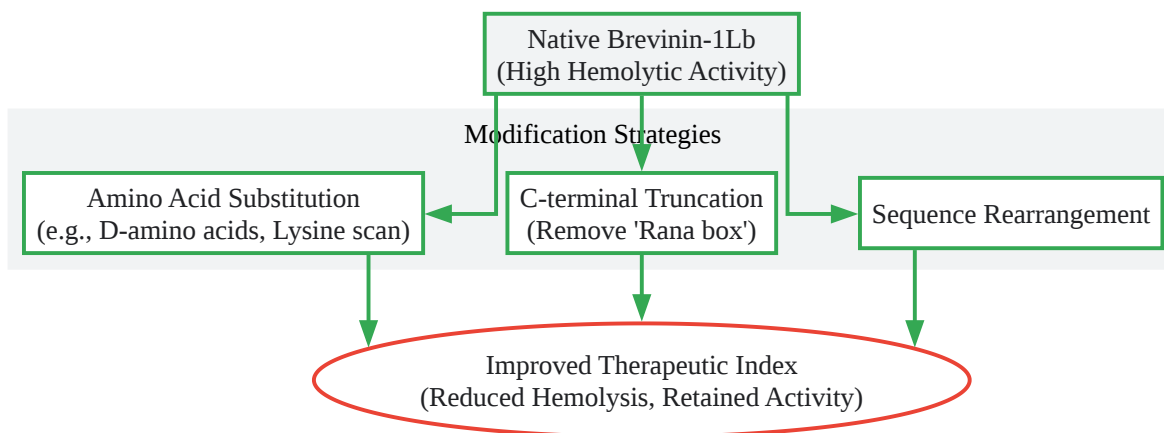 Native Brevinin-1Lb
(High Hemolytic Activity)
Modification Strategies
Amino Acid Substitution
(e.g., D-amino acids, Lysine scan)
C-terminal Truncation
(Remove 'Rana box')
Sequence Rearrangement
Improved Therapeutic Index
(Reduced Hemolysis, Retained Activity)